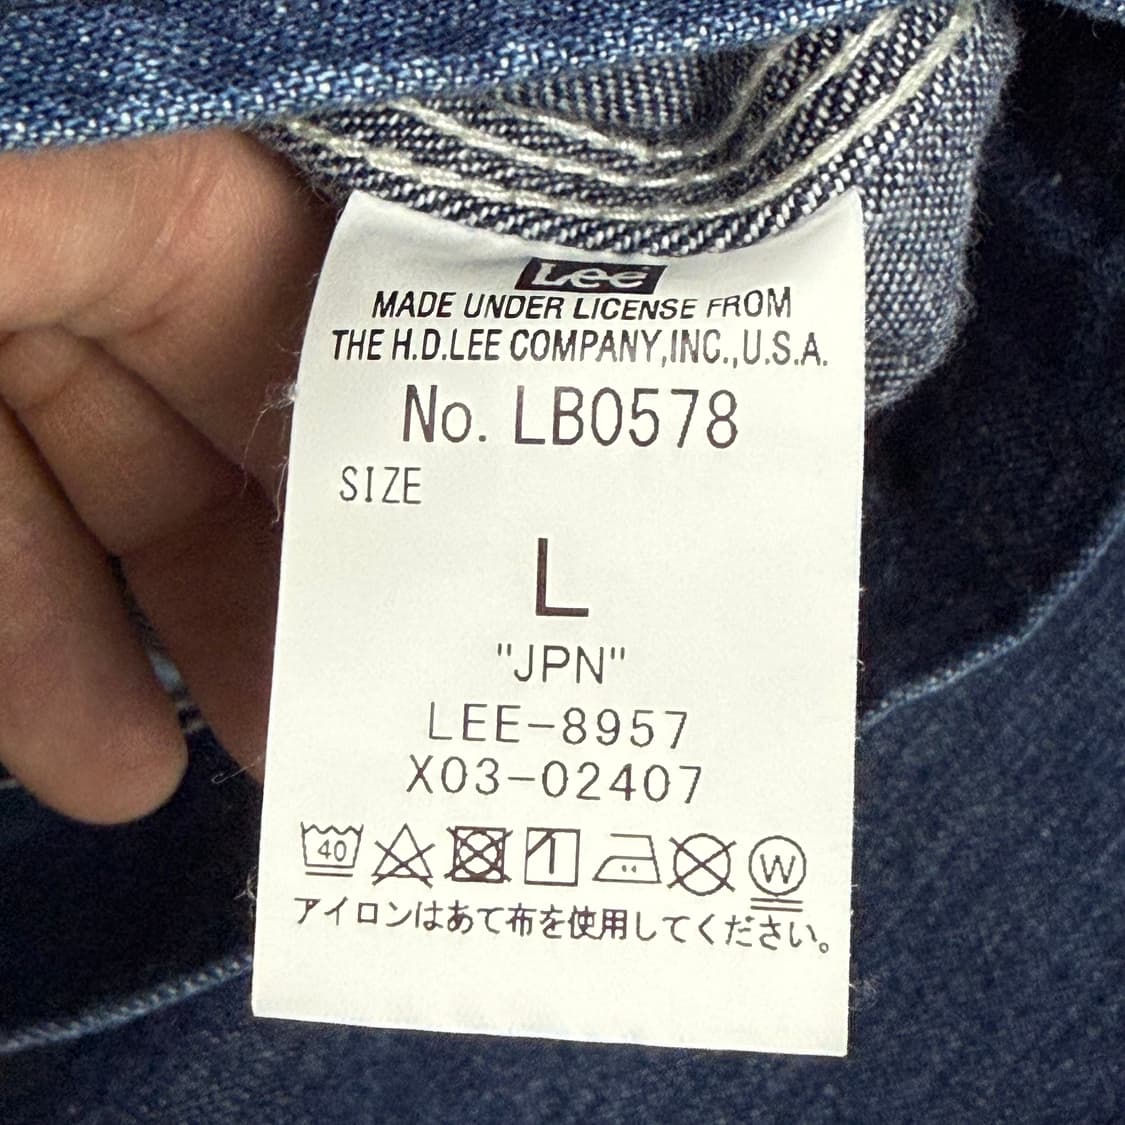 Lee
MADE UNDER LICENSE FROM
THE H.D.LEE COMPANY,INC.,U.S.A.
No. LB0578
SIZE
L
"JPN"
LEE-8957
X03-02407
40 W
アイロンはあて布を使用してください。